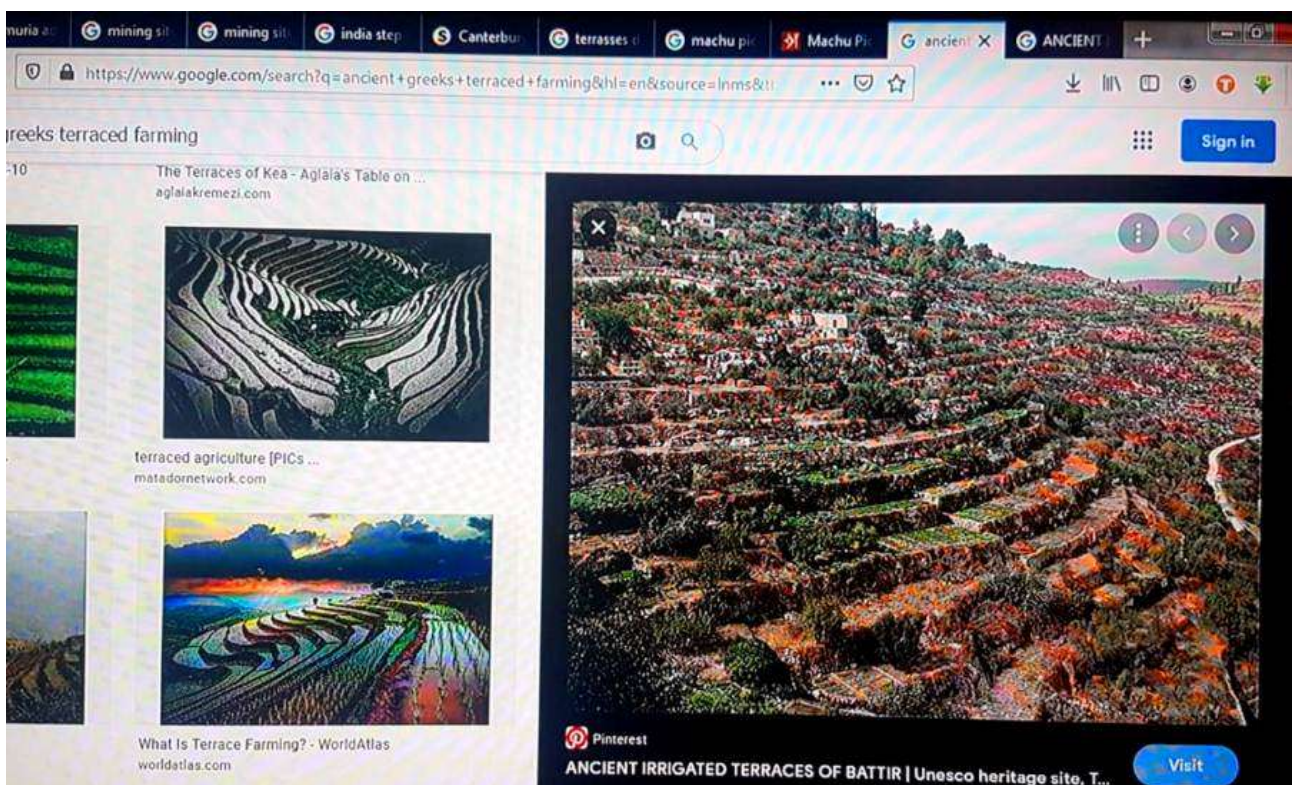 mining sit
mining sit
india step
Canterbur
terrasses d
machu pic
Machu Pic
ancient
ANCIENT
https://www.google.com/search?q=ancient+greeks+terraced+farming&hl=en&source=lnms&t
greeks terraced farming
Sign in
-10
The Terraces of Kea - Aglaia's Table on ...
aglaiakremezi.com
terraced agriculture [PICs ...
matadornetwork.com
What Is Terrace Farming? - WorldAtlas
worldatlas.com
Pinterest
ANCIENT IRRIGATED TERRACES OF BATTIR | Unesco heritage site, T...
Visit